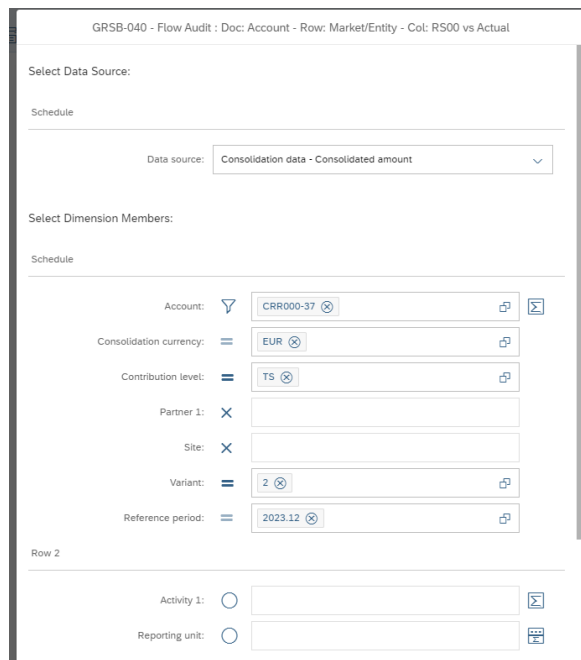 GRSB-040 - Flow Audit : Doc: Account - Row: Market/Entity - Col: RS00 vs Actual
Select Data Source:
Schedule
Data source: Consolidation data - Consolidated amount
Select Dimension Members:
Schedule
Account: CRR000-37
Consolidation currency: = EUR
Contribution level: = TS
Partner 1:
Site:
Variant: = 2
Reference period: = 2023.12
Row 2
Activity 1:
Reporting unit: